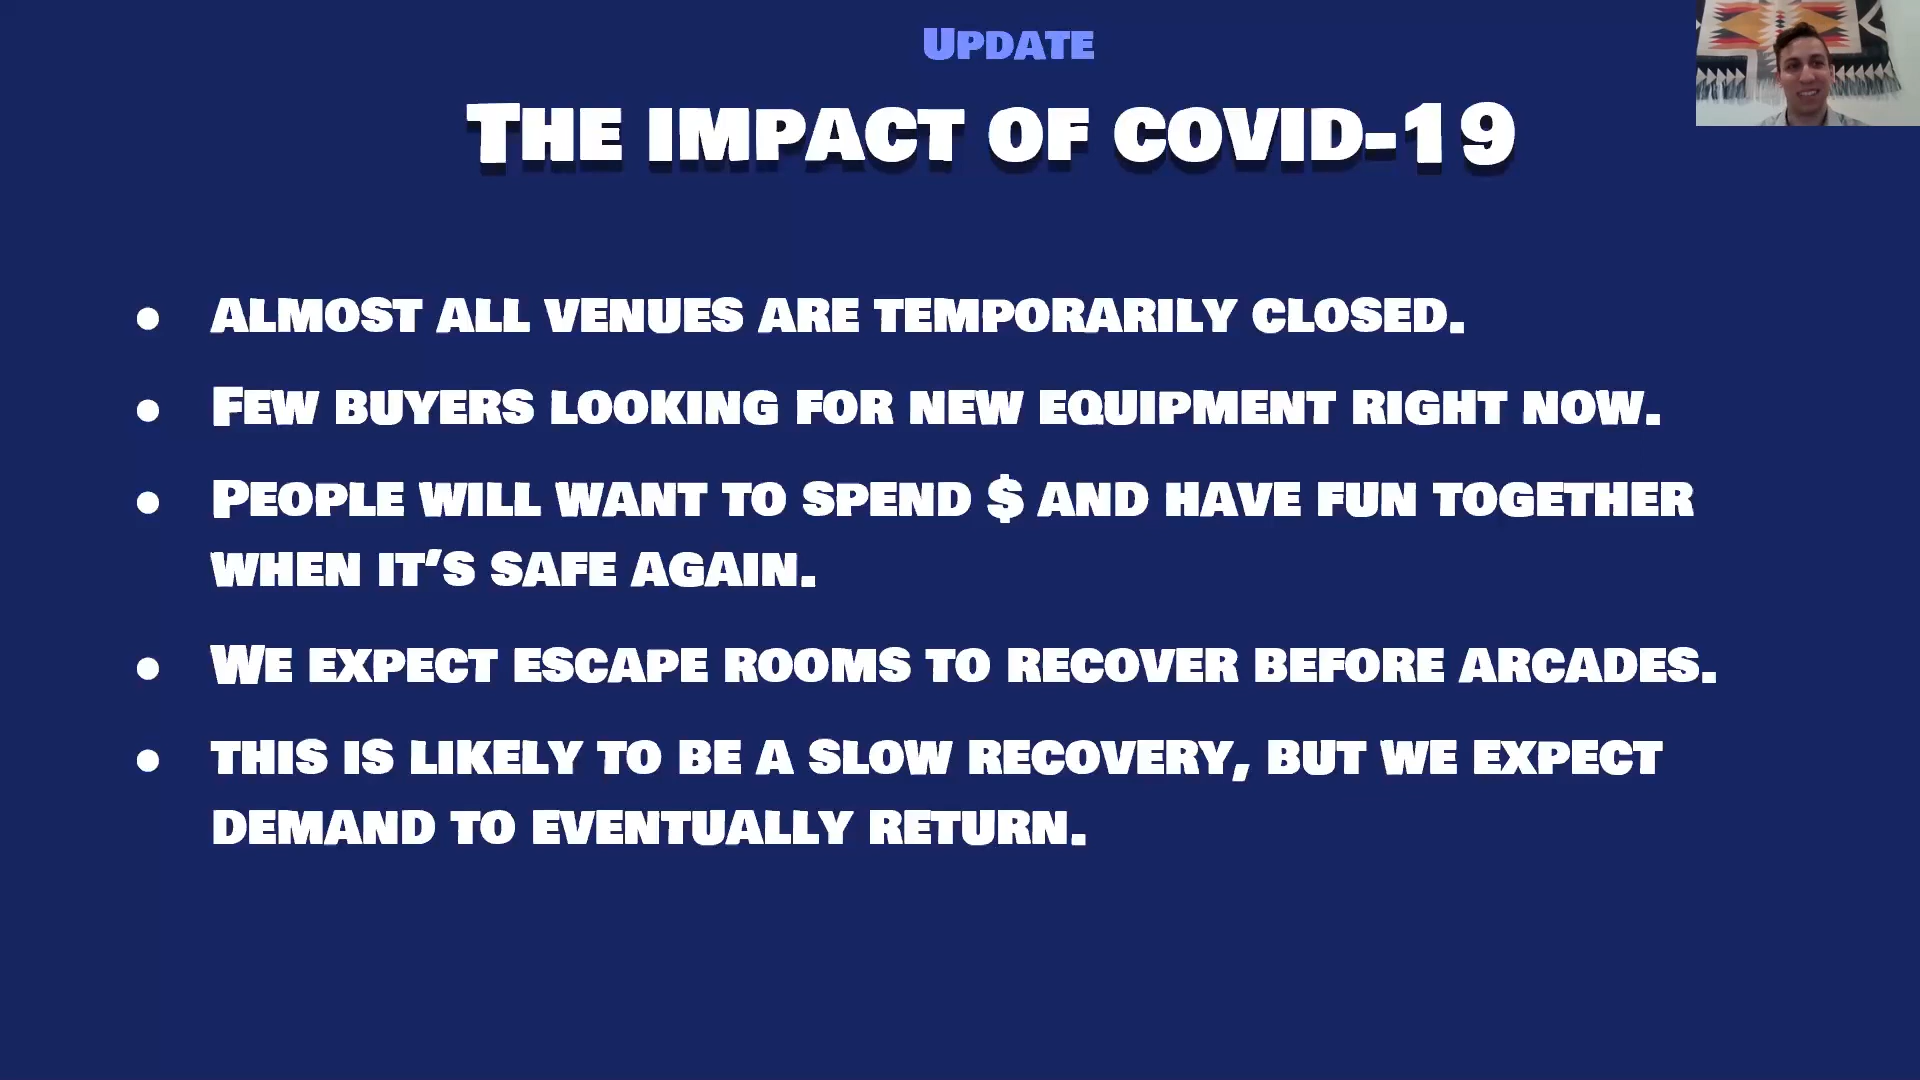 Update
The impact of covid-19
● almost all venues are temporarily closed.
● Few buyers looking for new equipment right now.
● People will want to spend $ and have fun together
when it's safe again.
● We expect escape rooms to recover before arcades.
● this is likely to be a slow recovery, but we expect
demand to eventually return.